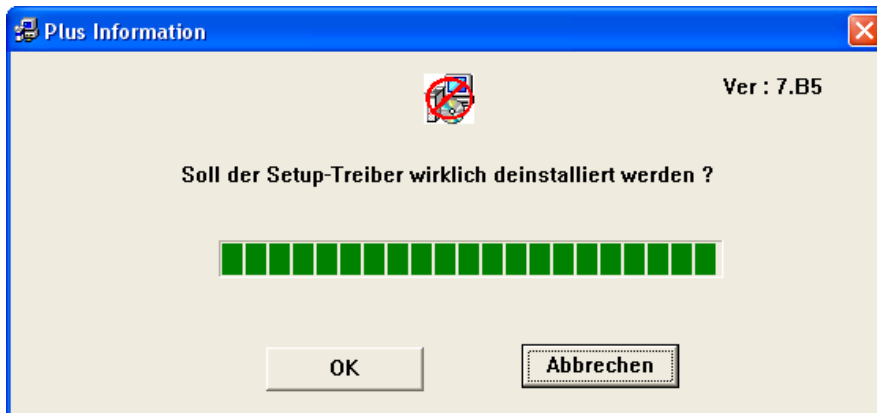 Plus Information
Ver : 7.B5
Soll der Setup-Treiber wirklich deinstalliert werden ?
OK
Abbrechen